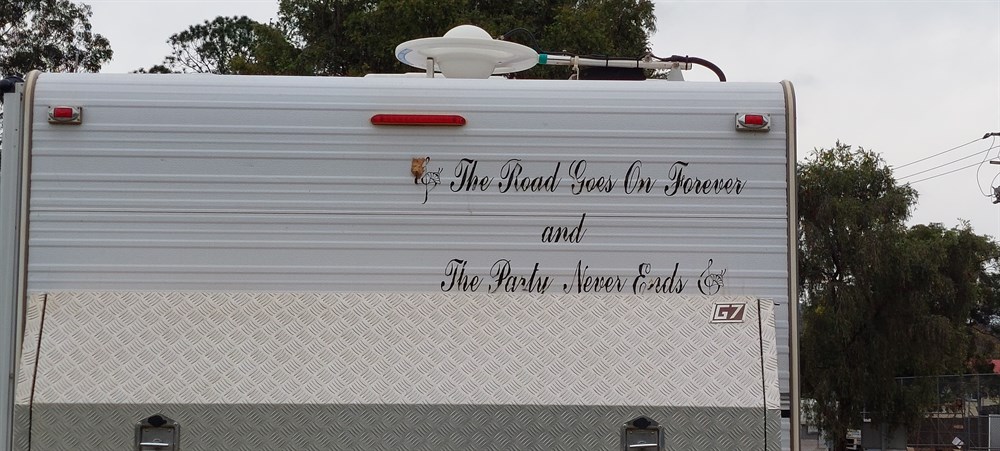 The Road Goes On Forever
and
The Party Never Ends
G7